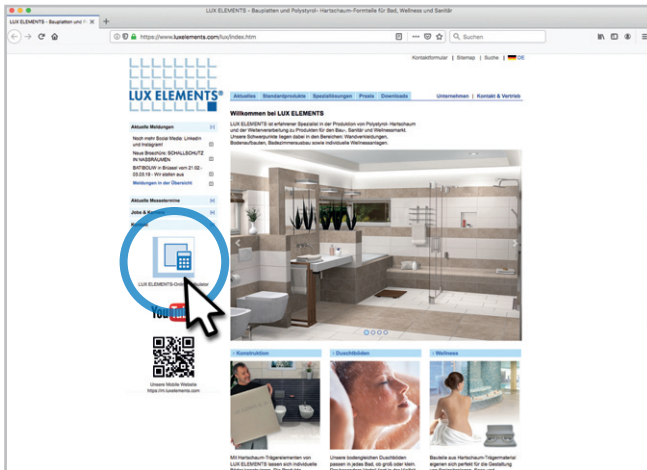 LUX ELEMENTS - Bauplatten und Polystyrol- Hartschaum-Formteile für Bad, Wellness und Sanitär
LUX ELEMENTS - Bauplatten und P
https://www.luxelements.com/lux/index.htm
Suchen
Kontaktformular | Sitemap | Suche | DE
LUX ELEMENTS®
Aktuelles Standardprodukte Speziallösungen Praxis Downloads Unternehmen | Kontakt & Vertrieb
Aktuelle Meldungen
Noch mehr Social Media: LinkedIn
und Instagram!
Neue Broschüre: SCHALLSCHUTZ
IN NASSRÄUMEN
BATIBOUW in Brüssel vom 21.02.-
03.03.19 - Wir stellen aus
Meldungen in der Übersicht
Aktuelle Messetermine
Jobs &
LUX ELEMENTS-Onl
You
Unsere Mobile Website
https://m.luxelements.com
Willkommen bei LUX ELEMENTS
LUX ELEMENTS ist erfahrener Spezialist in der Produktion von Polystyrol- Hartschaum
und der Weiterverarbeitung zu Produkten für den Bau-, Sanitär und Wellnessmarkt.
Unsere Schwerpunkte liegen dabei in den Bereichen: Wandverkleidungen,
Bodenaufbauten, Badezimmerausbau sowie individuelle Wellnessanlagen.
› Konstruktion
Mit Hartschaum-Trägerelementen von
LUX ELEMENTS lassen sich individuelle
› Duschtbilden
Unsere bodengleichen Duschtbilden
passen in jedes Bad, ob groß oder klein.
› Wellness
Bauteile aus Hartschaum-Trägermaterial
eignen sich perfekt für die Gestaltung